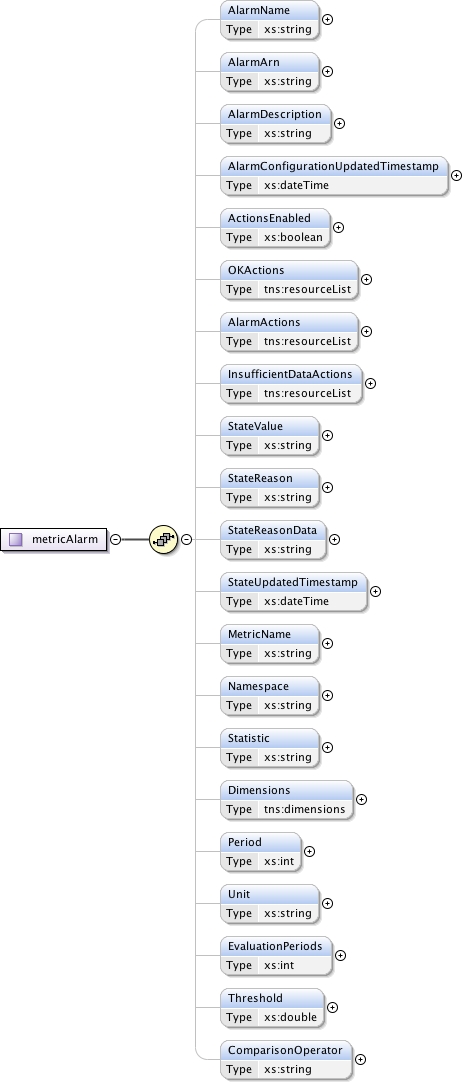 AlarmName
Type xs:string
AlarmArn
Type xs:string
AlarmDescription
Type xs:string
AlarmConfigurationUpdatedTimestamp
Type xs:dateTime
ActionsEnabled
Type xs:boolean
OKActions
Type tns:resourceList
AlarmActions
Type tns:resourceList
InsufficientDataActions
Type tns:resourceList
StateValue
Type xs:string
StateReason
Type xs:string
metricAlarm
StateReasonData
Type xs:string
StateUpdatedTimestamp
Type xs:dateTime
MetricName
Type xs:string
Namespace
Type xs:string
Statistic
Type xs:string
Dimensions
Type tns:dimensions
Period
Type xs:int
Unit
Type xs:string
EvaluationPeriods
Type xs:int
Threshold
Type xs:double
ComparisonOperator
Type xs:string